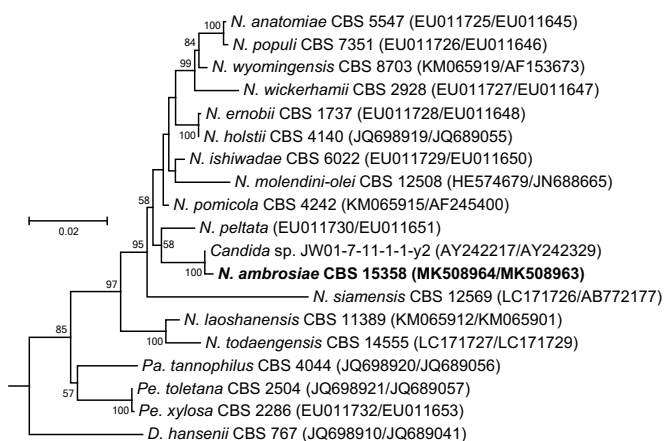 N. anatomiae CBS 5547 (EU011725/EU011645)
100
N. populi CBS 7351 (EU011726/EU011646)
84
N. wyomingensis CBS 8703 (KM065919/AF153673)
99
N. wickerhamii CBS 2928 (EU011727/EU011647)
N. ernobii CBS 1737 (EU011728/EU011648)
100
N. holstii CBS 4140 (JQ698919/JQ689055)
N. ishiwadae CBS 6022 (EU011729/EU011650)
N. molendini-olei CBS 12508 (HE574679/JN688665)
58
N. pomicola CBS 4242 (KM065915/AF245400)
0.02
N. peltata (EU011730/EU011651)
95
58
Candida sp. JW01-7-11-1-1-y2 (AY242217/AY242329)
100
N. ambrosiae CBS 15358 (MK508964/MK508963)
97
N. siamensis CBS 12569 (LC171726/AB772177)
N. laoshanensis CBS 11389 (KM065912/KM065901)
85
100
N. todaengensis CBS 14555 (LC171727/LC171729)
Pa. tannophilus CBS 4044 (JQ698920/JQ689056)
57
Pe. toletana CBS 2504 (JQ698921/JQ689057)
100
Pe. xylosa CBS 2286 (EU011732/EU011653)
D. hansenii CBS 767 (JQ698910/JQ689041)